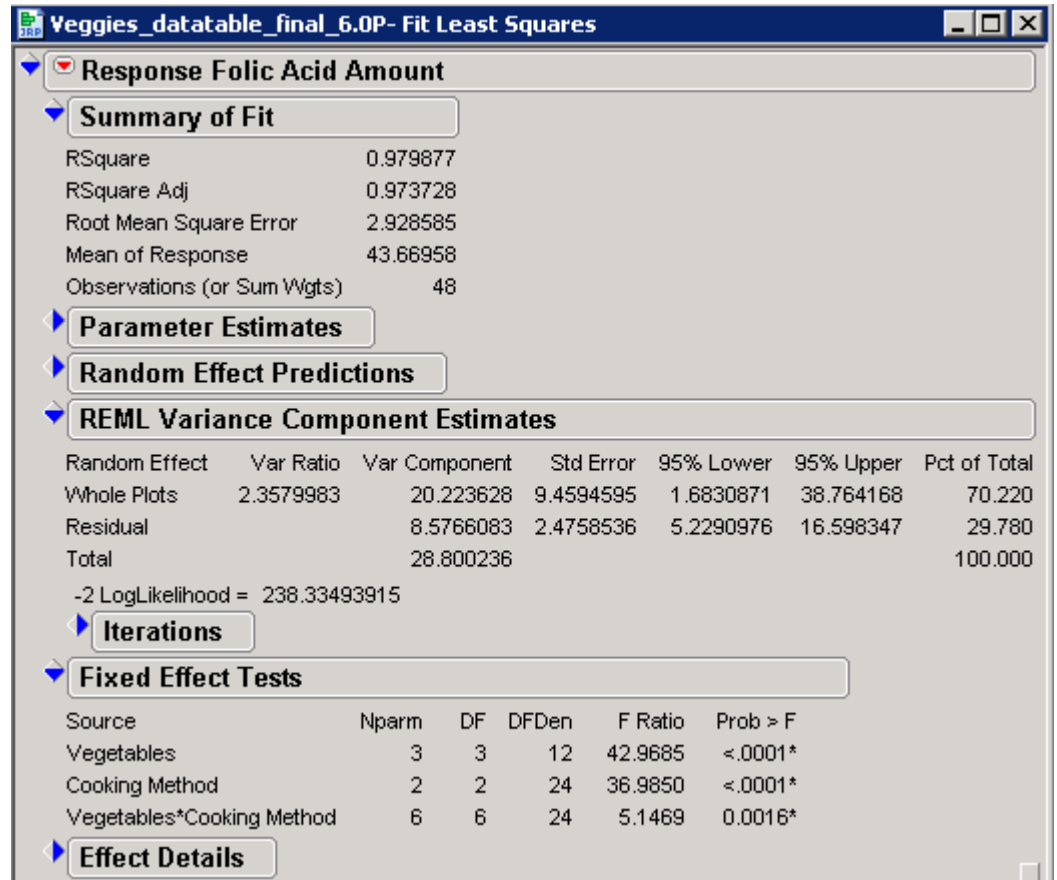 JRP
Veggies_datatable_final_6.0P- Fit Least Squares
Response Folic Acid Amount
Summary of Fit
RSquare 0.979877
RSquare Adj 0.973728
Root Mean Square Error 2.928585
Mean of Response 43.66958
Observations (or Sum Wgts) 48
Parameter Estimates
Random Effect Predictions
REML Variance Component Estimates
Random Effect Var Ratio Var Component Std Error 95% Lower 95% Upper Pct of Total
Whole Plots 2.3579983 20.223628 9.4594595 1.6830871 38.764168 70.220
Residual 8.5766083 2.4758536 5.2290976 16.598347 29.780
Total 28.800236 100.000
-2 LogLikelihood = 238.33493915
Iterations
Fixed Effect Tests
Source Nparm DF DFDen F Ratio Prob > F
Vegetables 3 3 12 42.9685 <.0001*
Cooking Method 2 2 24 36.9850 <.0001*
Vegetables*Cooking Method 6 6 24 5.1469 0.0016*
Effect Details